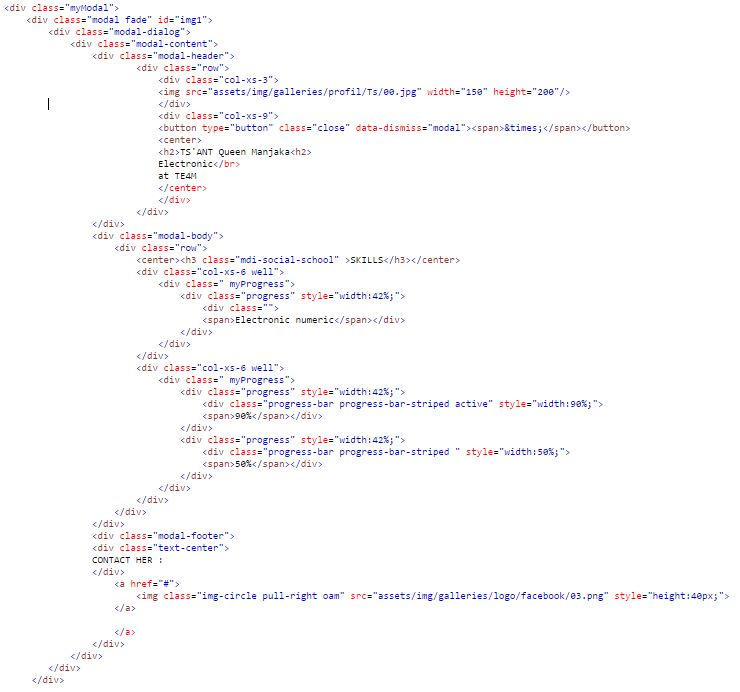 <div class="myModal">
<div class="modal fade" id="img1">
<div class="modal-dialog">
<div class="modal-content">
<div class="modal-header">
<div class="row">
<div class="col-xs-3">
<img src="assets/img/galleries/profil/Ts/00.jpg" width="150" height="200"/>
</div>
<div class="col-xs-9">
<button type="button" class="close" data-dismiss="modal"><span>&times;</span></button>
<center>
<h2>TS'ANT Queen Manjaka<h2>
Electronic</br>
at TE4M
</center>
</div>
</div>
</div>
<div class="modal-body">
<div class="row">
<center><h3 class="mdi-social-school" >SKILLS</h3></center>
<div class="col-xs-6 well">
<div class=" myProgress">
<div class="progress" style="width:42%;">
<div class="">
<span>Electronic numeric</span></div>
</div>
</div>
</div>
<div class="col-xs-6 well">
<div class=" myProgress">
<div class="progress" style="width:42%;">
<div class="progress-bar progress-bar-striped active" style="width:90%;">
<span>90%</span></div>
</div>
<div class="progress" style="width:42%;">
<div class="progress-bar progress-bar-striped " style="width:50%;">
<span>50%</span></div>
</div>
</div>
</div>
</div>
</div>
<div class="modal-footer">
<div class="text-center">
CONTACT HER :
</div>
<a href="#">
<img class="img-circle pull-right oam" src="assets/img/galleries/logo/facebook/03.png" style="height:40px;">
</a>
</a>
</div>
</div>
</div>
</div>